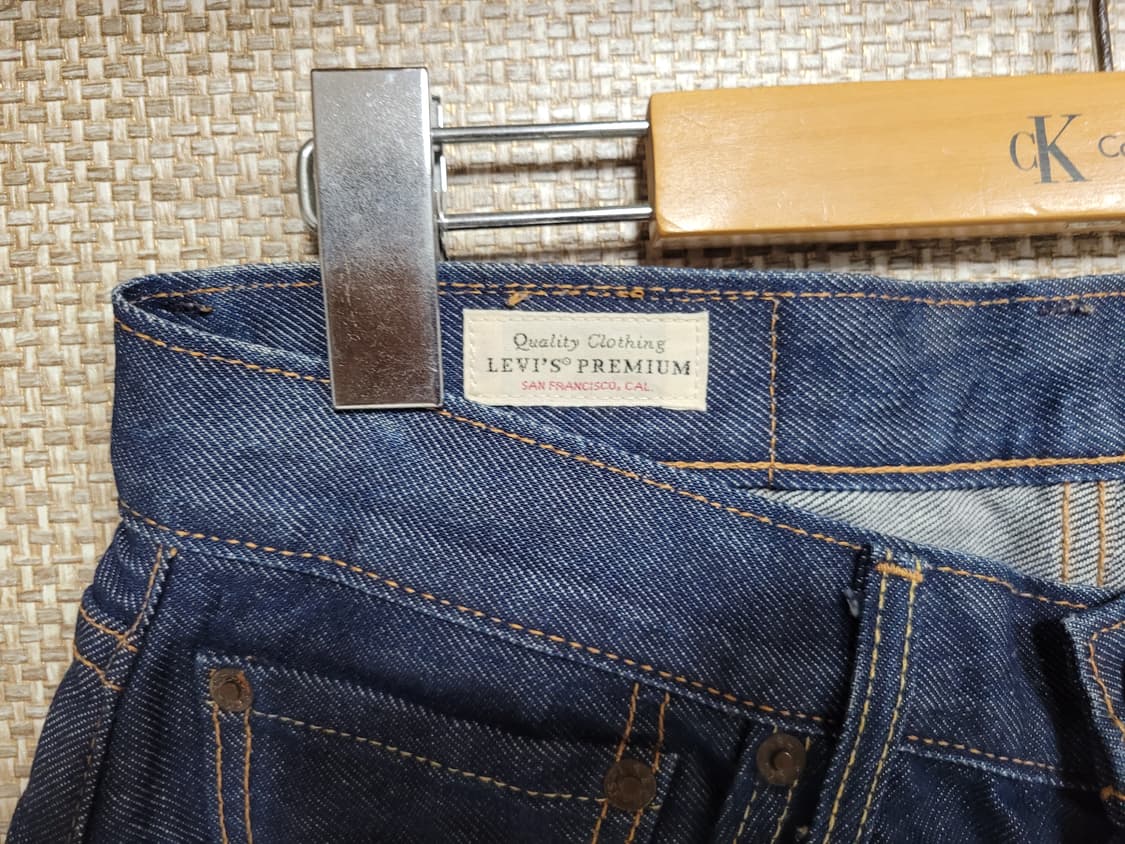 CK
Quality Clothing
LEVI'S® PREMIUM
SAN FRANCISCO, CAL.